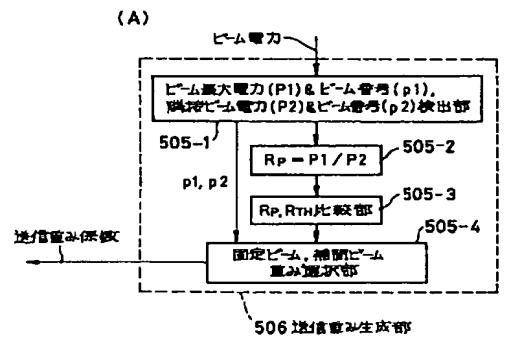 (A)
ビーム電力
ビーム最大電力(P1)&ビーム番号(p1),
隣接ビーム電力(P2)&ビーム番号(p2)検出部
505-1
505-2
RP=P1/P2
p1, p2
505-3
RP,RTH比較部
505-4
送信重み係数
固定ビーム,補間ビーム
重み選択部
506 送信重み生成部